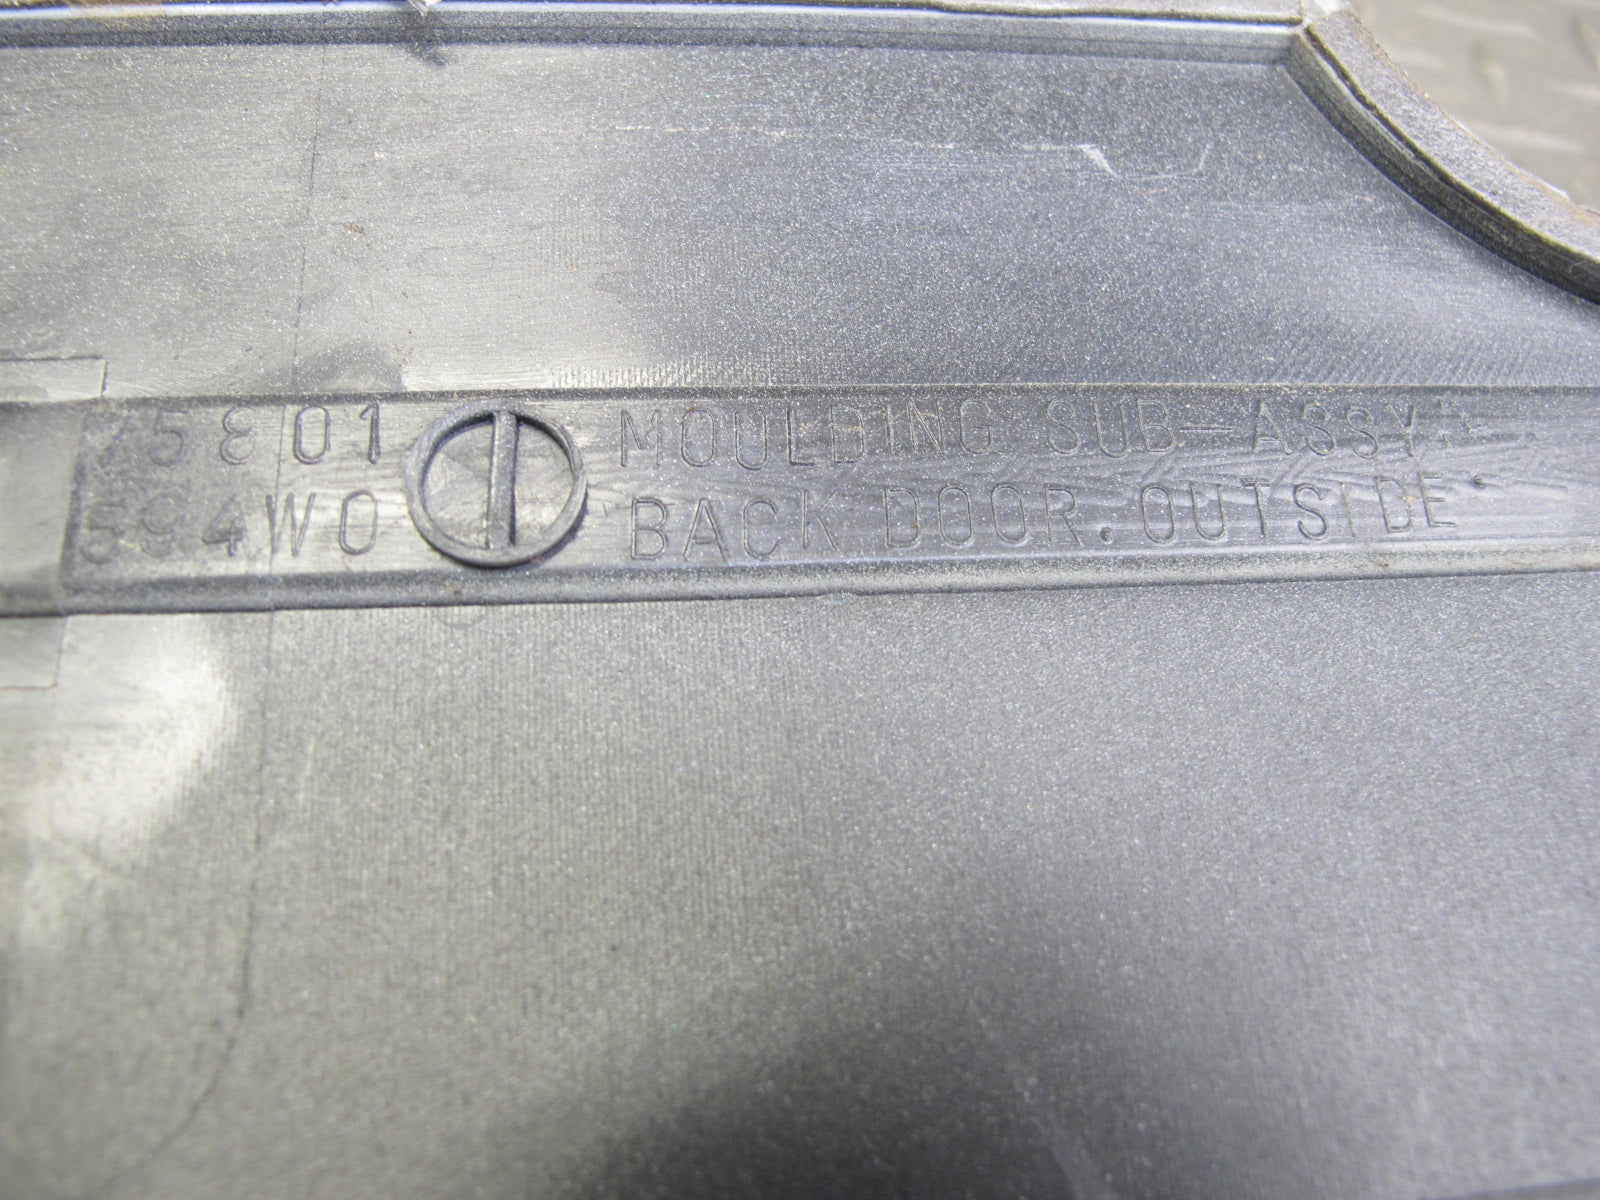 75801 MOULDING SUB-ASSY.
594W0 BACK DOOR. OUTSIDE